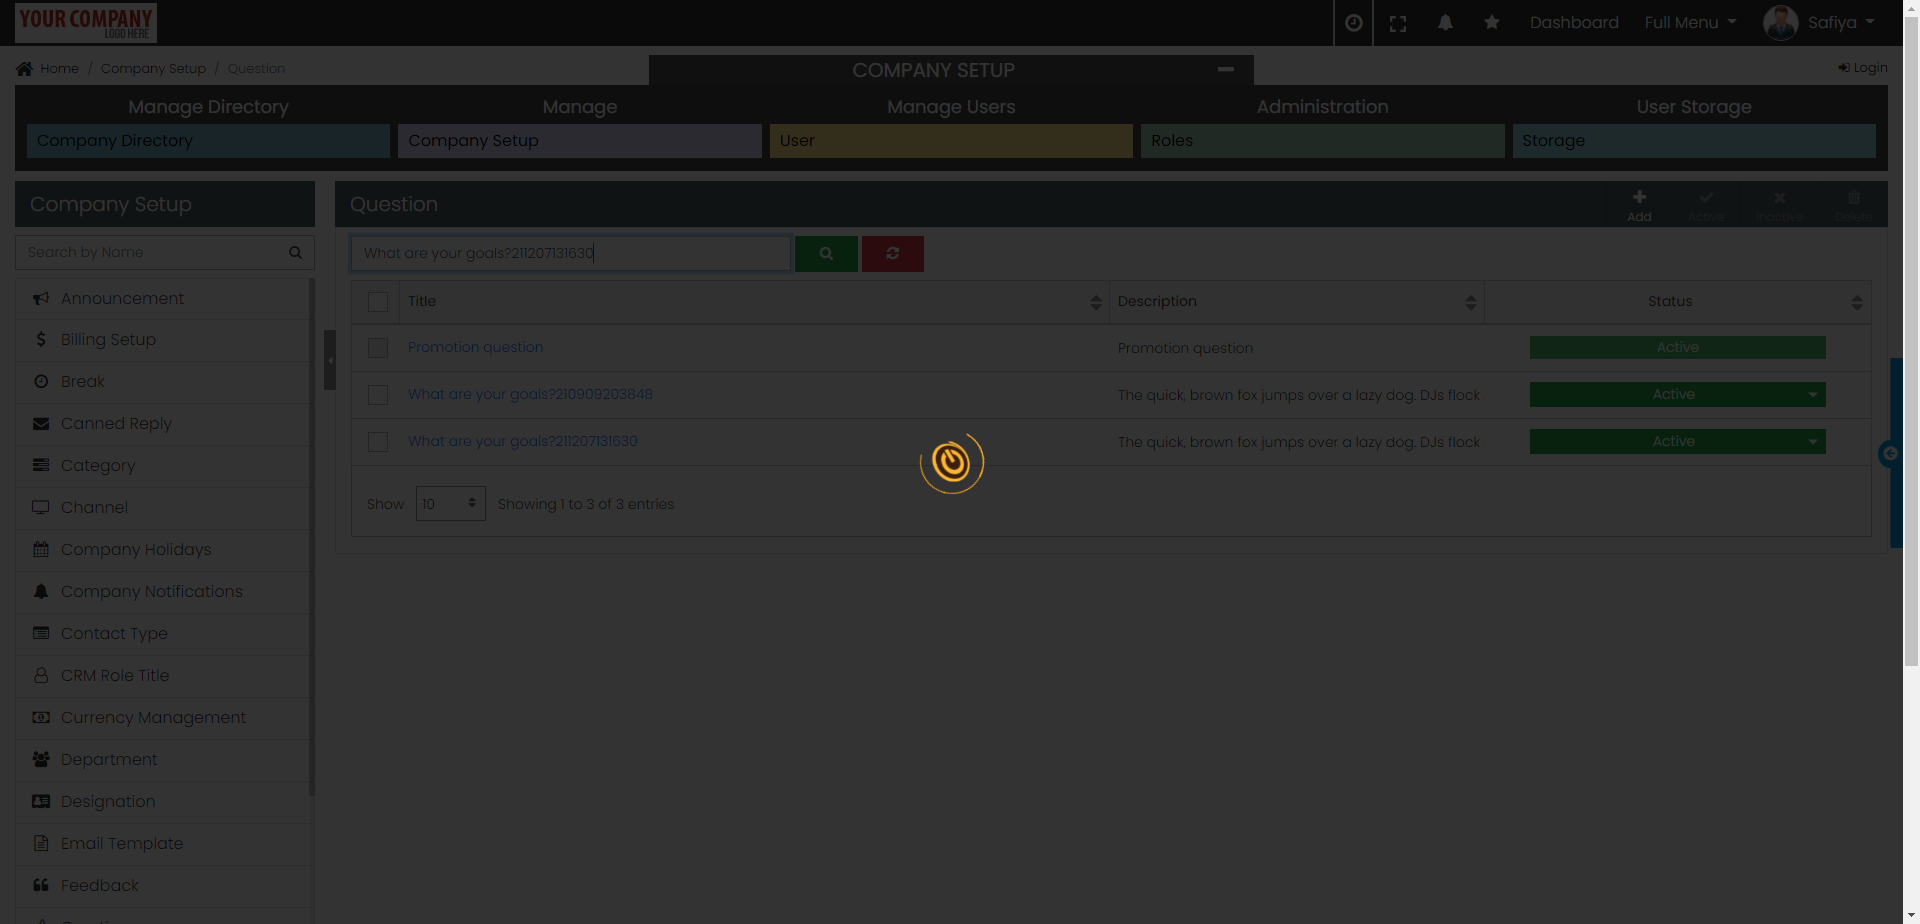 YOUR COMPANY
LOGO HERE
Dashboard
Full Menu
Safiya
Home / Company Setup / Question
COMPANY SETUP
Login
Manage Directory
Manage
Manage Users
Administration
User Storage
Company Directory
Company Setup
User
Roles
Storage
Company Setup
Search by Name
Announcement
Billing Setup
Break
Canned Reply
Category
Channel
Company Holidays
Company Notifications
Contact Type
CRM Role Title
Currency Management
Department
Designation
Email Template
Feedback
Question
Add
Active
Inactive
Delete
What are your goals?211207131630
Title
Description
Status
Promotion question
Promotion question
Active
What are your goals?210909203848
The quick, brown fox jumps over a lazy dog. DJs flock
Active
What are your goals?211207131630
The quick, brown fox jumps over a lazy dog. DJs flock
Active
Show 10 Showing 1 to 3 of 3 entries